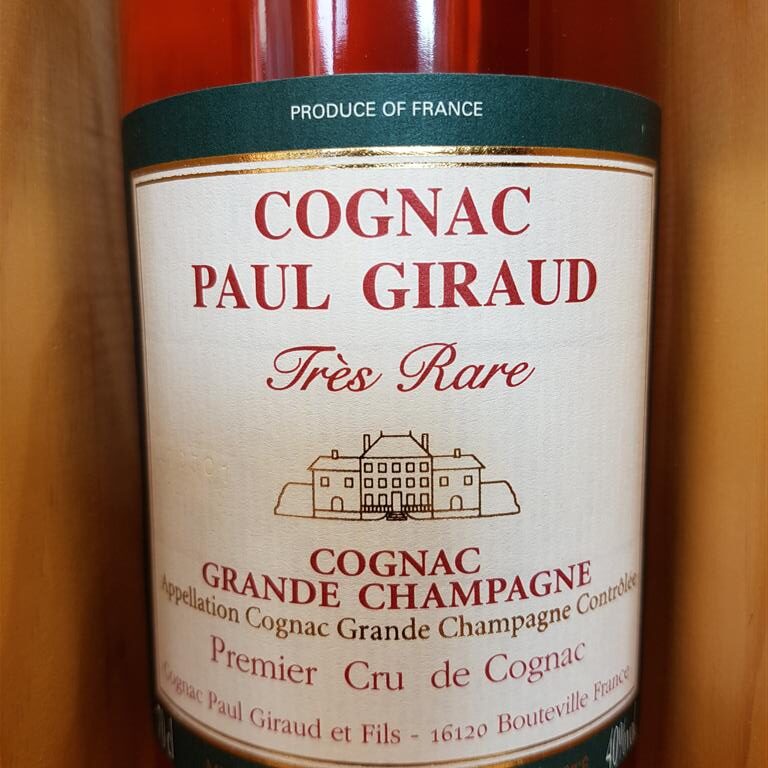 PRODUCE OF FRANCE
COGNAC
PAUL GIRAUD
Très Rare
COGNAC
GRANDE CHAMPAGNE
Appellation Cognac Grande Champagne Contrôlée
Premier Cru de Cognac
Cognac Paul Giraud et Fils - 16120 Bouteville France
40%